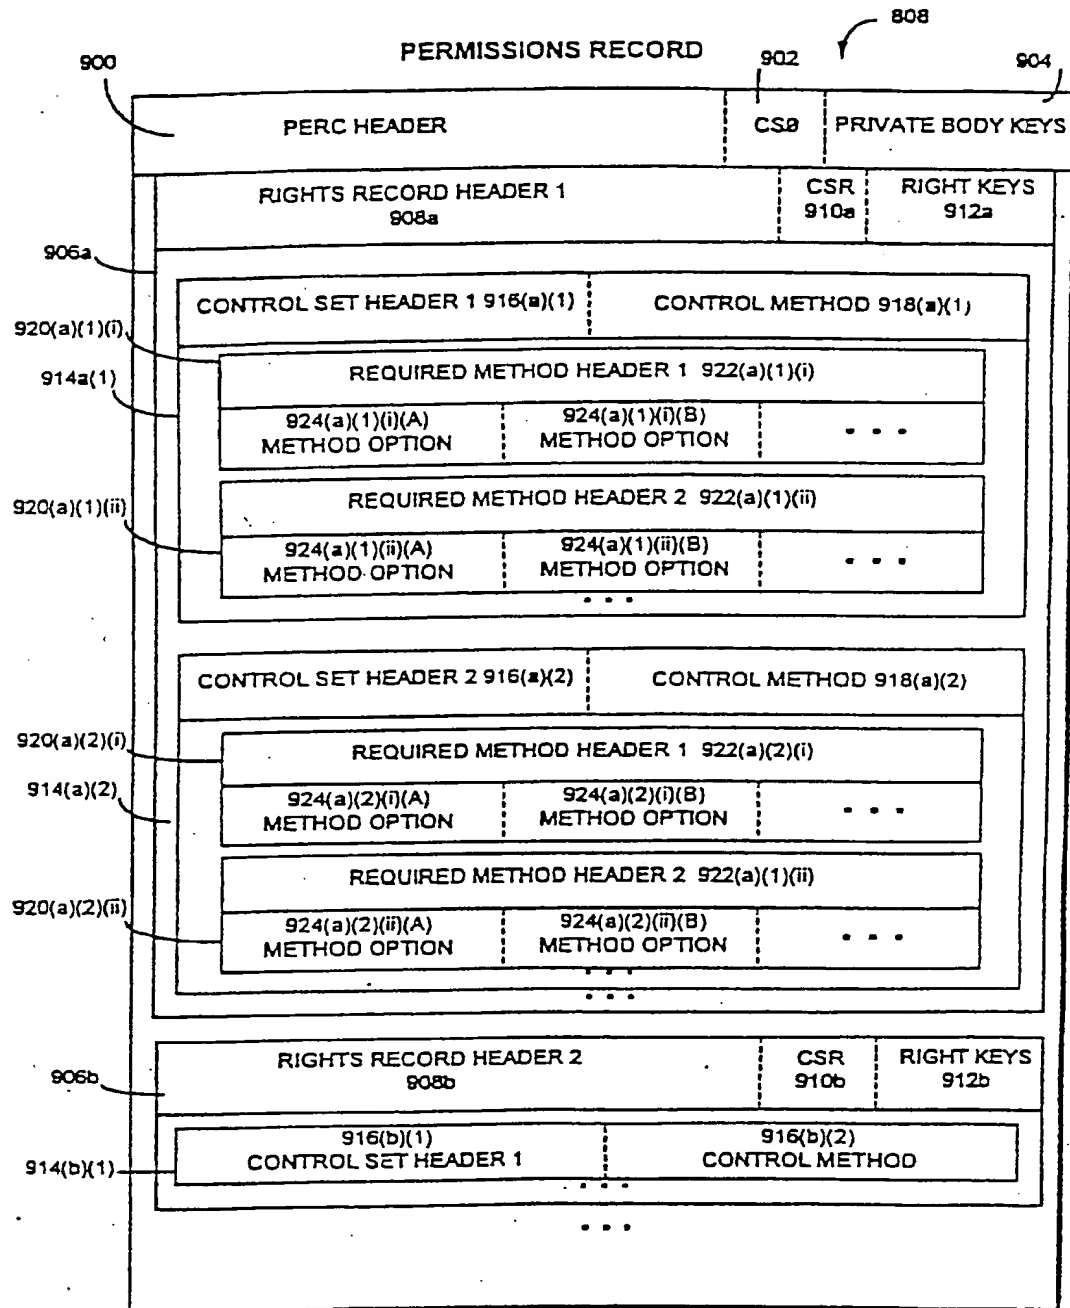 808
PERMISSIONS RECORD
900
902
904
PERC HEADER
CS0
PRIVATE BODY KEYS
RIGHTS RECORD HEADER 1
908a
CSR
910a
RIGHT KEYS
912a
906a
CONTROL SET HEADER 1 916(a)(1)
CONTROL METHOD 918(a)(1)
920(a)(1)(i)
REQUIRED METHOD HEADER 1 922(a)(1)(i)
914a(1)
924(a)(1)(i)(A)
METHOD OPTION
924(a)(1)(i)(B)
METHOD OPTION
...
REQUIRED METHOD HEADER 2 922(a)(1)(ii)
920(a)(1)(ii)
924(a)(1)(ii)(A)
METHOD OPTION
924(a)(1)(ii)(B)
METHOD OPTION
...
...
CONTROL SET HEADER 2 916(a)(2)
CONTROL METHOD 918(a)(2)
920(a)(2)(i)
REQUIRED METHOD HEADER 1 922(a)(2)(i)
914(a)(2)
924(a)(2)(i)(A)
METHOD OPTION
924(a)(2)(i)(B)
METHOD OPTION
...
REQUIRED METHOD HEADER 2 922(a)(1)(ii)
920(a)(2)(ii)
924(a)(2)(ii)(A)
METHOD OPTION
924(a)(2)(ii)(B)
METHOD OPTION
...
...
...
RIGHTS RECORD HEADER 2
908b
CSR
910b
RIGHT KEYS
912b
906b
916(b)(1)
CONTROL SET HEADER 1
916(b)(2)
CONTROL METHOD
914(b)(1)
...
...